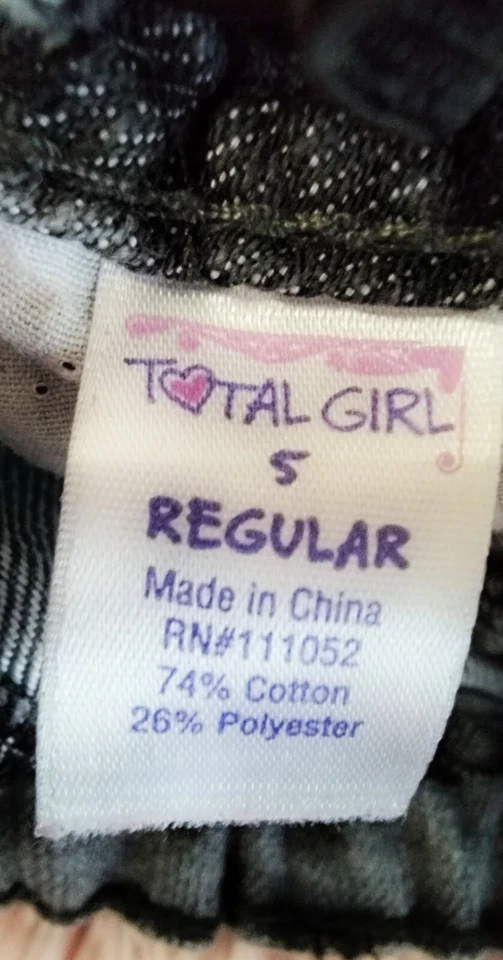 TOTAL GIRL
5
REGULAR
Made in China
RN#111052
74% Cotton
26% Polyester